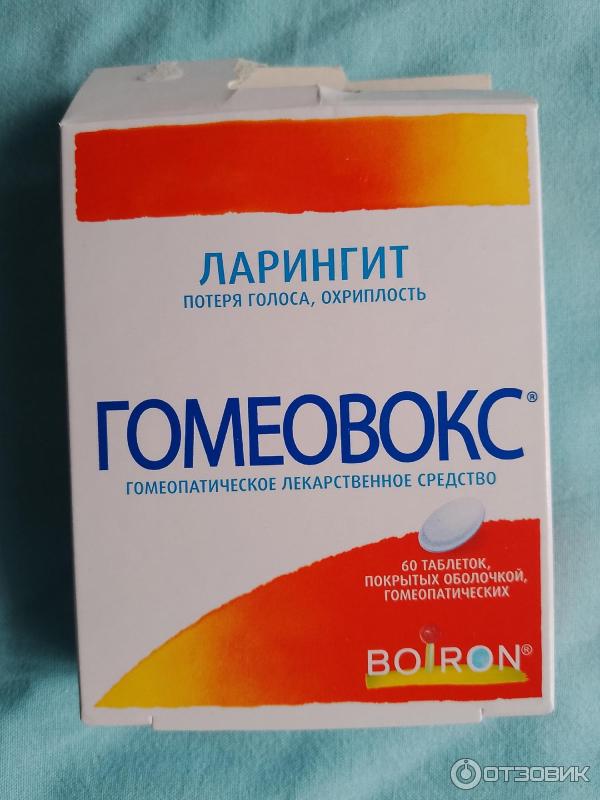 ЛАРИНГИТ
ПОТЕРЯ ГОЛОСА, ОХРИПЛОСТЬ
ГОМЕОВОКС®
ГОМЕОПАТИЧЕСКОЕ ЛЕКАРСТВЕННОЕ СРЕДСТВО
60 ТАБЛЕТОК,
ПОКРЫТЫХ ОБОЛОЧКОЙ,
ГОМЕОПАТИЧЕСКИХ
BOIRON®
ОТЗОВИК